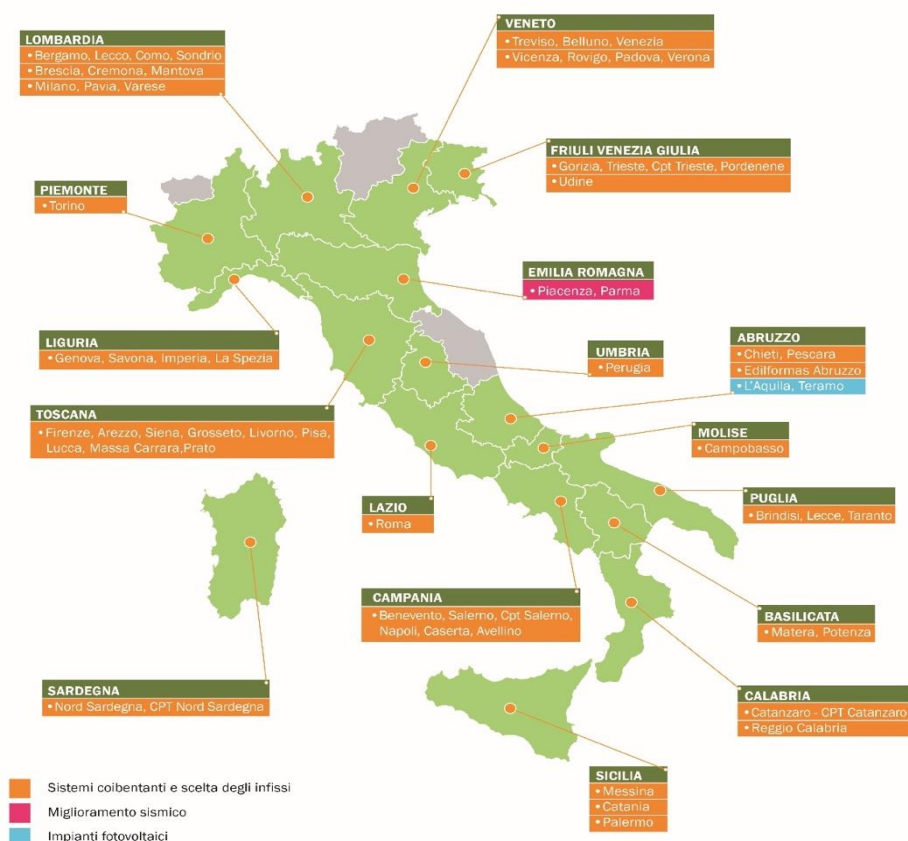 LOMBARDIA
• Bergamo, Lecco, Como, Sondrio
• Brescia, Cremona, Mantova
• Milano, Pavia, Varese
VENETO
• Treviso, Belluno, Venezia
• Vicenza, Rovigo, Padova, Verona
FRIULI VENEZIA GIULIA
• Gorizia, Trieste, Cpt Trieste, Pordenene
• Udine
PIEMONTE
• Torino
EMILIA ROMAGNA
• Piacenza, Parma
LIGURIA
• Genova, Savona, Imperia, La Spezia
UMBRIA
• Perugia
ABRUZZO
• Chieti, Pescara
• Edilformas Abruzzo
• L'Aquila, Teramo
TOSCANA
• Firenze, Arezzo, Siena, Grosseto, Livorno, Pisa,
Lucca, Massa Carrara,Prato
MOLISE
• Campobasso
LAZIO
• Roma
PUGLIA
• Brindisi, Lecce, Taranto
CAMPANIA
• Benevento, Salerno, Cpt Salerno,
Napoli, Caserta, Avellino
BASILICATA
• Matera, Potenza
SARDEGNA
• Nord Sardegna, CPT Nord Sardegna
CALABRIA
• Catanzaro - CPT Catanzaro
• Reggio Calabria
SICILIA
• Messina
• Catania
• Palermo
Sistemi coibentanti e scelta degli infissi
Miglioramento sismico
Impianti fotovoltaici